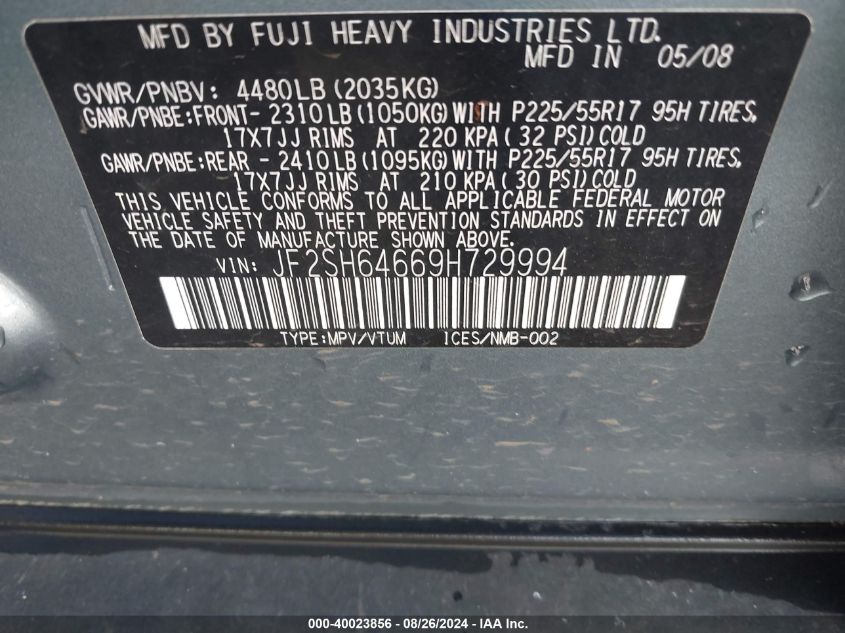 MFD BY FUJI HEAVY INDUSTRIES LTD.
MFD IN 05/08
GVWR/PNBV: 4480LB(2035KG)
GAWR/PNBE:FRONT- 2310LB(1050KG)WITH P225/55R17 95H TIRES,
17X7JJ RIMS AT 220 KPA( 32 PSI)COLD
GAWR/PNBE:REAR - 2410LB(1095KG)WITH P225/55R17 95H TIRES,
17X7JJ RIMS AT 210 KPA( 30 PSI)COLD
THIS VEHICLE CONFORMS TO ALL APPLICABLE FEDERAL MOTOR
VEHICLE SAFETY AND THEFT PREVENTION STANDARDS IN EFFECT ON
THE DATE OF MANUFACTURE SHOWN ABOVE.
VIN: JF2SH64669H729994
TYPE:MPV/VTUM ICES/NMB-002
000-40023856 - 08/26/2024 - IAA Inc.